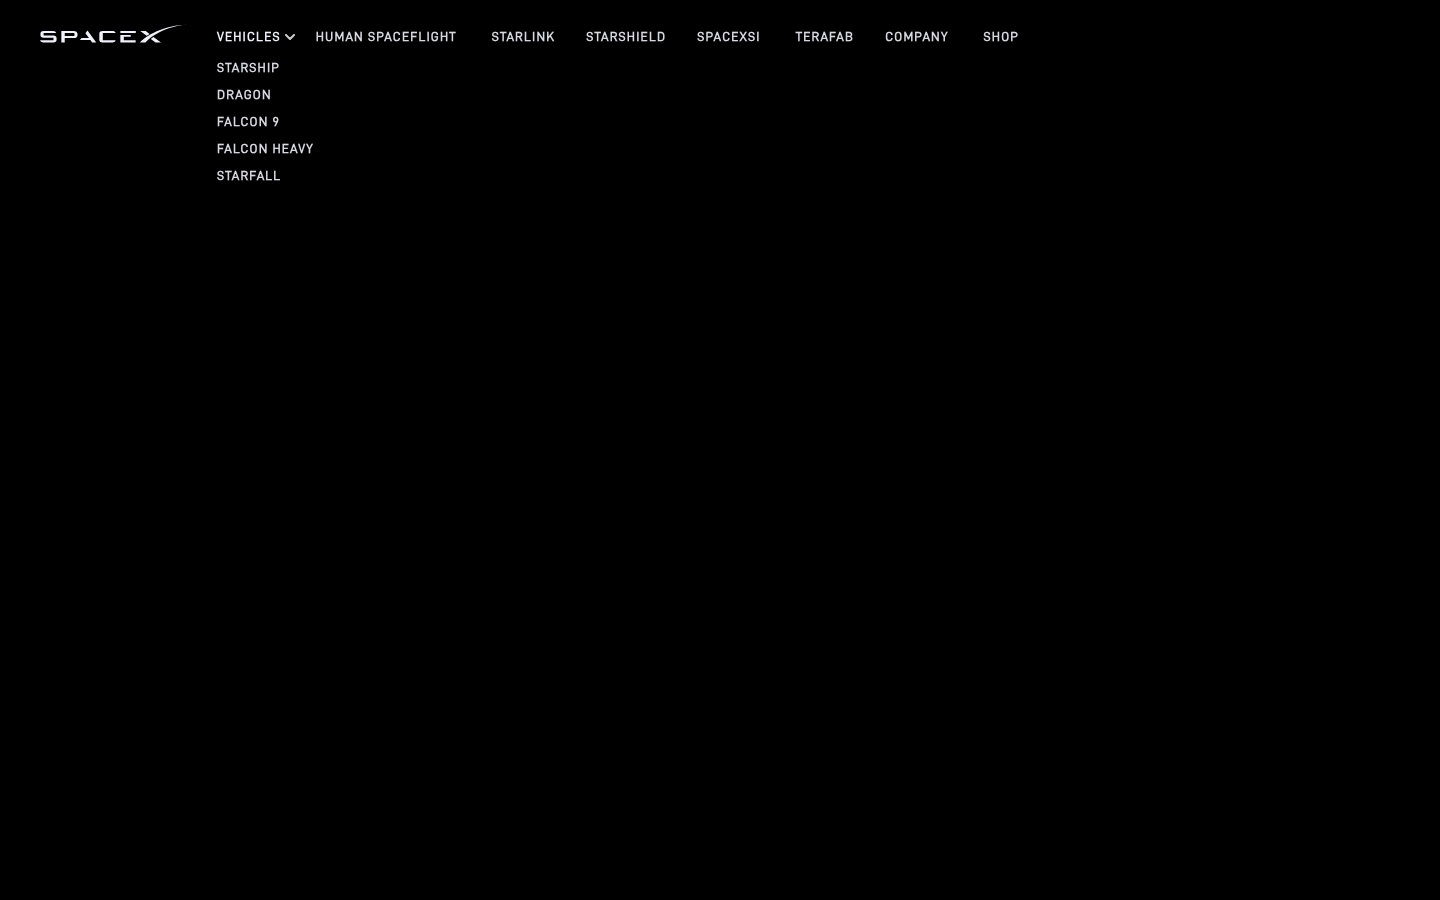 SPACEX VEHICLES HUMAN SPACEFLIGHT STARLINK STARSHIELD SPACEXSI TERAFAB COMPANY SHOP
STARSHIP
DRAGON
FALCON 9
FALCON HEAVY
STARFALL